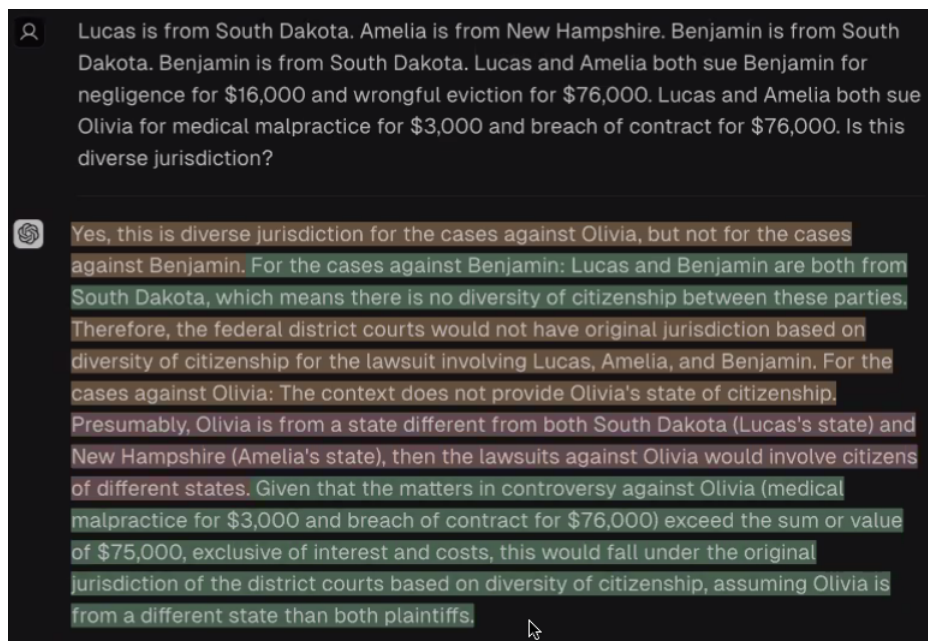 Lucas is from South Dakota. Amelia is from New Hampshire. Benjamin is from South
Dakota. Benjamin is from South Dakota. Lucas and Amelia both sue Benjamin for
negligence for $16,000 and wrongful eviction for $76,000. Lucas and Amelia both sue
Olivia for medical malpractice for $3,000 and breach of contract for $76,000. Is this
diverse jurisdiction?
Yes, this is diverse jurisdiction for the cases against Olivia, but not for the cases
against Benjamin. For the cases against Benjamin: Lucas and Benjamin are both from
South Dakota, which means there is no diversity of citizenship between these parties.
Therefore, the federal district courts would not have original jurisdiction based on
diversity of citizenship for the lawsuit involving Lucas, Amelia, and Benjamin. For the
cases against Olivia: The context does not provide Olivia's state of citizenship.
Presumably, Olivia is from a state different from both South Dakota (Lucas's state) and
New Hampshire (Amelia's state), then the lawsuits against Olivia would involve citizens
of different states. Given that the matters in controversy against Olivia (medical
malpractice for $3,000 and breach of contract for $76,000) exceed the sum or value
of $75,000, exclusive of interest and costs, this would fall under the original
jurisdiction of the district courts based on diversity of citizenship, assuming Olivia is
from a different state than both plaintiffs.